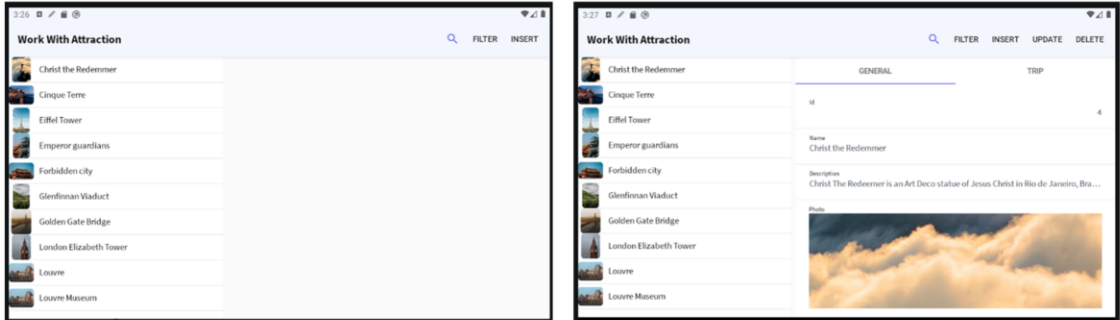 3:26
Work With Attraction
FILTER INSERT
Christ the Redemmer
Cinque Terre
Eiffel Tower
Emperor guardians
Forbidden city
Glenfinnan Viaduct
Golden Gate Bridge
London Elizabeth Tower
Louvre
Louvre Museum
3:27
Work With Attraction
FILTER INSERT UPDATE DELETE
Christ the Redemmer
Cinque Terre
Eiffel Tower
Emperor guardians
Forbidden city
Glenfinnan Viaduct
Golden Gate Bridge
London Elizabeth Tower
Louvre
Louvre Museum
GENERAL TRIP
Id
Name
Christ the Redemmer
Description
Christ The Redeemer is an Art Deco statue of Jesus Christ in Rio de Janeiro, Bra...
Photo